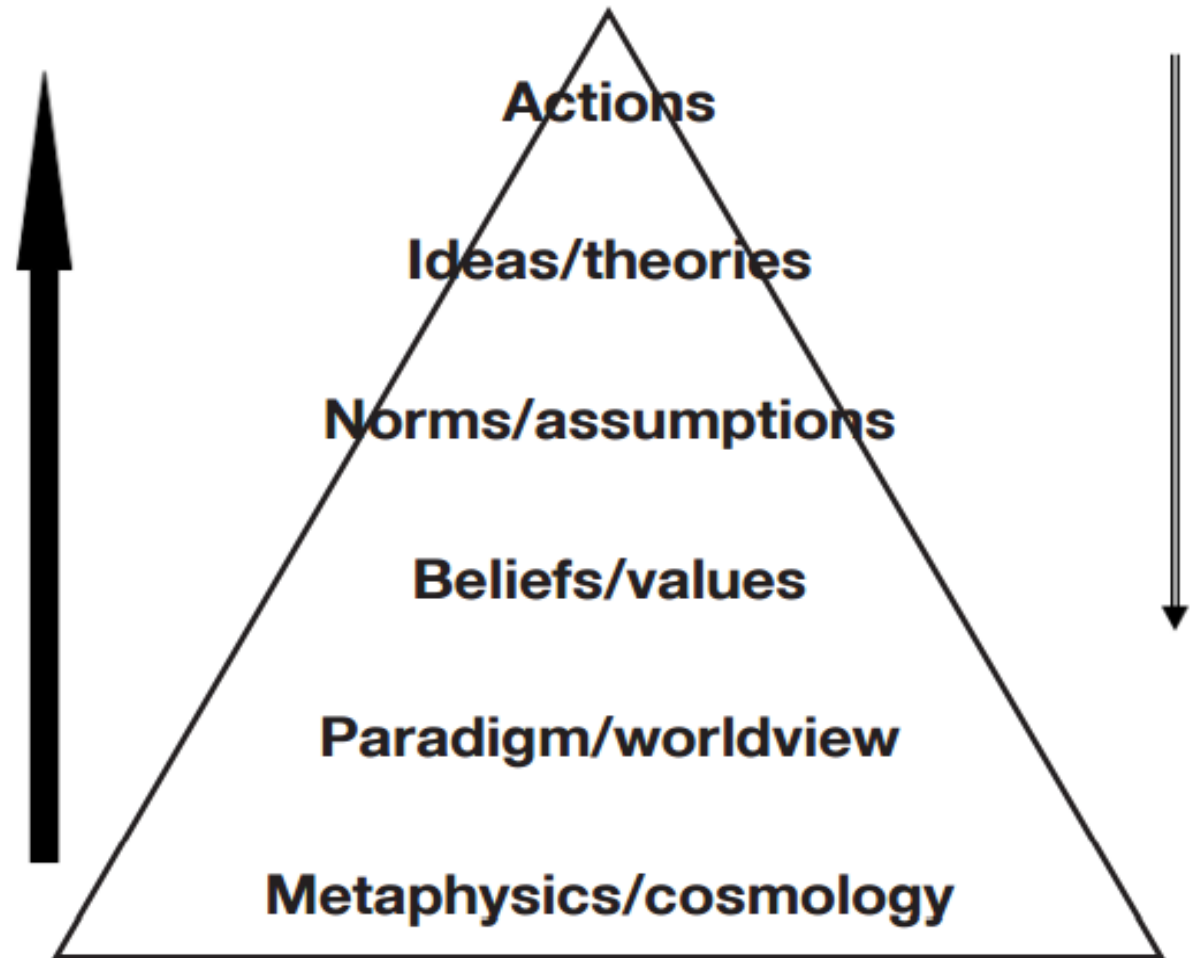 Actions
Ideas/theories
Norms/assumptions
Beliefs/values
Paradigm/worldview
Metaphysics/cosmology